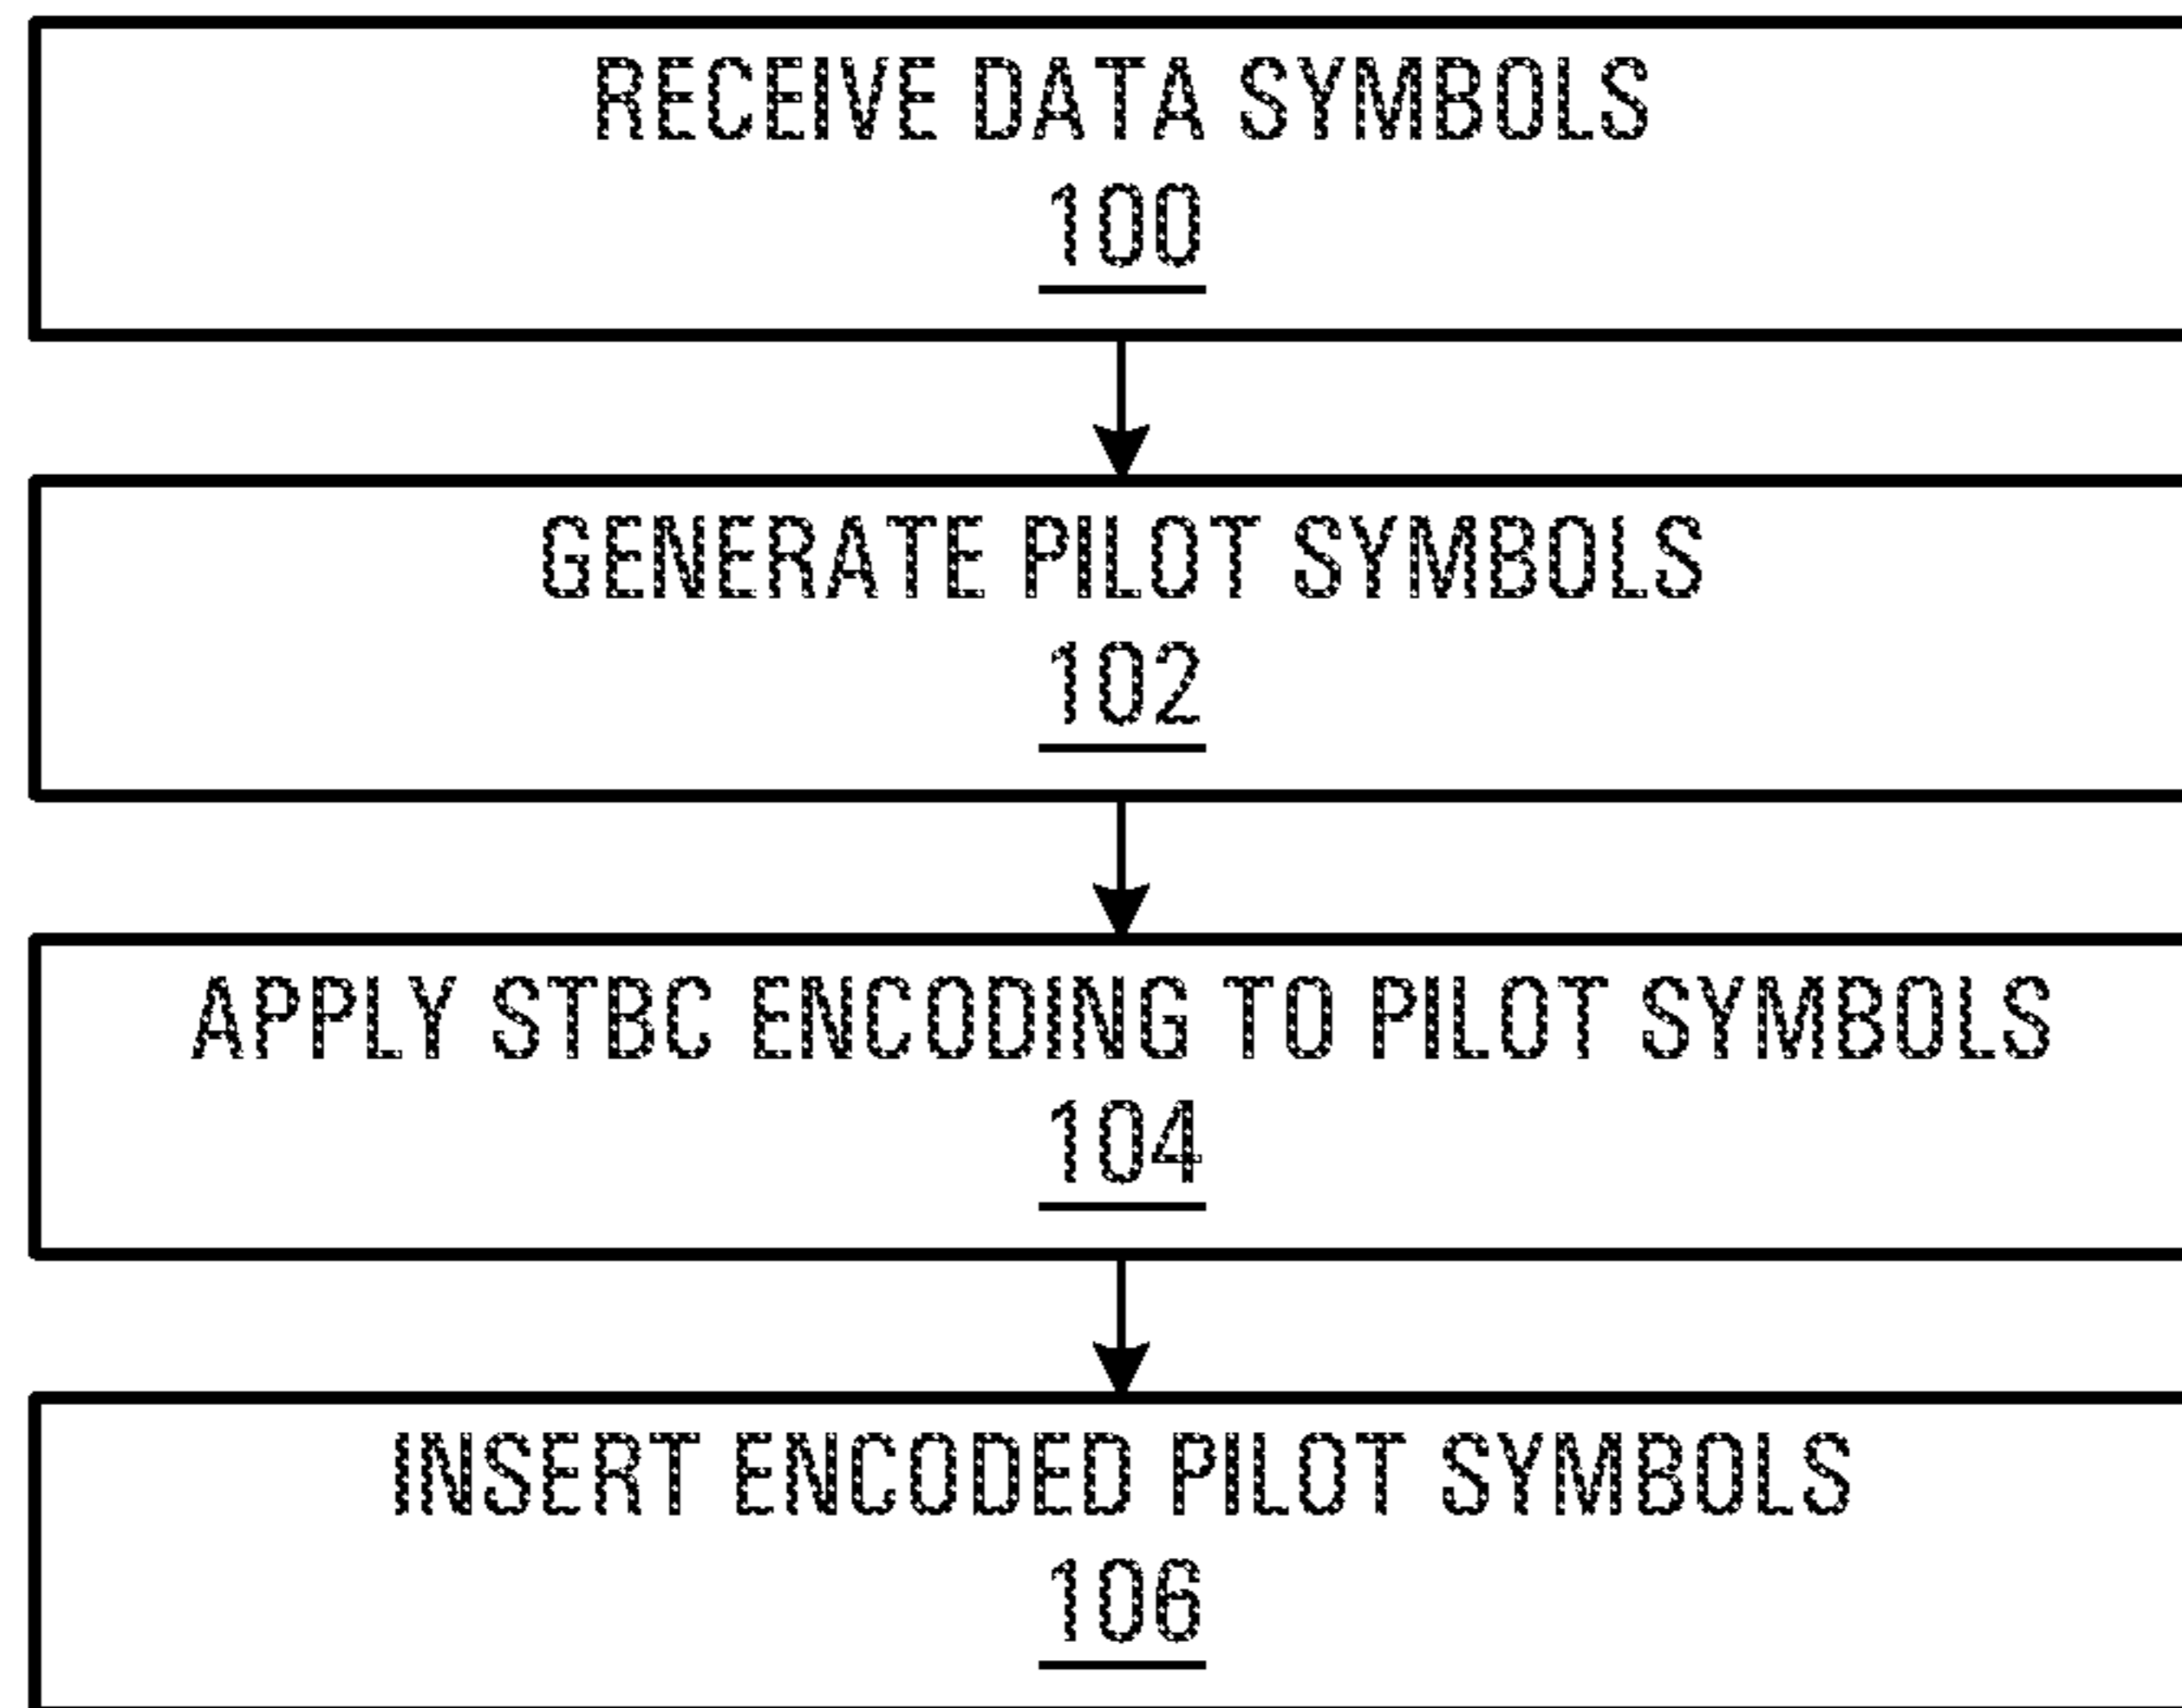 RECEIVE DATA SYMBOLS
100
GENERATE PILOT SYMBOLS
102
APPLY STBC ENCODING TO PILOT SYMBOLS
104
INSERT ENCODED PILOT SYMBOLS
106